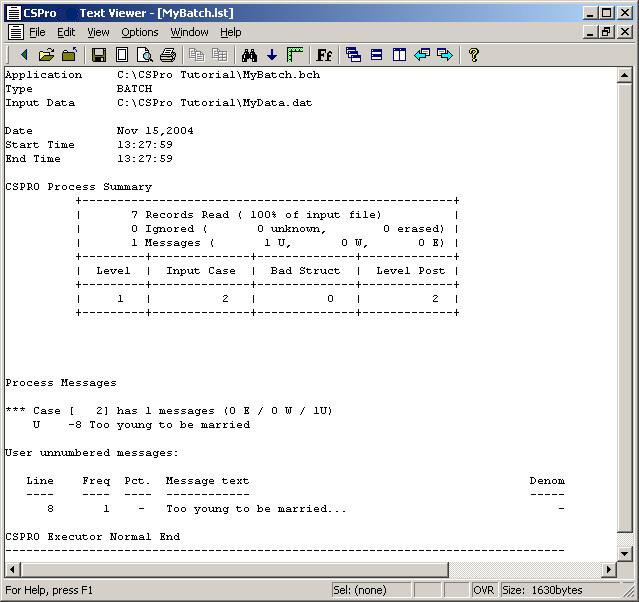 CSPro Text Viewer - [MyBatch.lst]
File Edit View Options Window Help
Ff
Application C:\CSPro Tutorial\MyBatch.bch
Type BATCH
Input Data C:\CSPro Tutorial\MyData.dat
Date Nov 15,2004
Start Time 13:27:59
End Time 13:27:59
CSPRO Process Summary
+-----------------------------------------------------+
| 7 Records Read ( 100% of input file) |
| 0 Ignored ( 0 unknown, 0 erased) |
| 1 Messages ( 1 U, 0 W, 0 E) |
+---------+--------------+--------------+-------------+
| Level | Input Case | Bad Struct | Level Post |
+---------+--------------+--------------+-------------+
| 1 | 2 | 0 | 2 |
+---------+--------------+--------------+-------------+
Process Messages
*** Case [ 2] has 1 messages (0 E / 0 W / 1U)
U -8 Too young to be married
User unnumbered messages:
Line Freq Pct. Message text Denom
---- ---- ---- ------------ -----
8 1 - Too young to be married... -
CSPRO Executor Normal End
--------------------------------------------------------------------------------
For Help, press F1 Sel: (none) OVR Size: 1630bytes